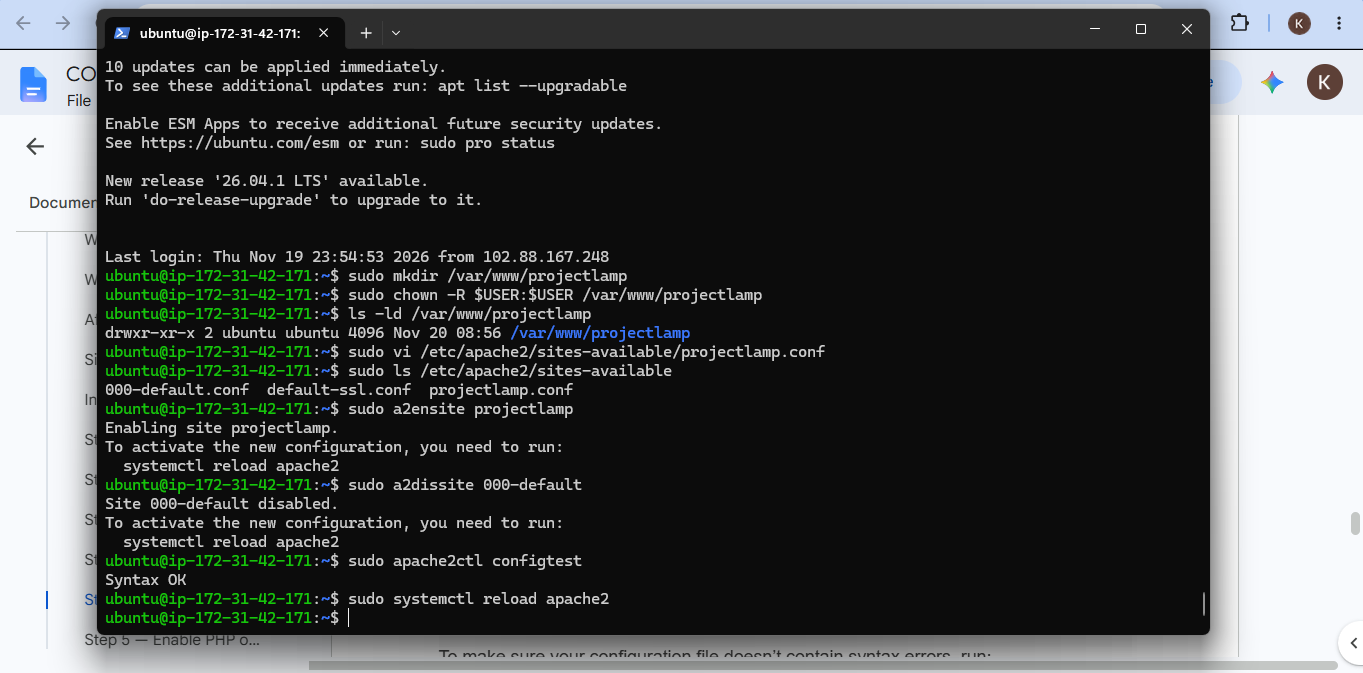 ubuntu@ip-172-31-42-171:
K
CO
File
K
Documen
10 updates can be applied immediately.
To see these additional updates run: apt list --upgradable
Enable ESM Apps to receive additional future security updates.
See https://ubuntu.com/esm or run: sudo pro status
New release '26.04.1 LTS' available.
Run 'do-release-upgrade' to upgrade to it.
Last login: Thu Nov 19 23:54:53 2026 from 102.88.167.248
ubuntu@ip-172-31-42-171:~$ sudo mkdir /var/www/projectlamp
ubuntu@ip-172-31-42-171:~$ sudo chown -R $USER:$USER /var/www/projectlamp
ubuntu@ip-172-31-42-171:~$ ls -ld /var/www/projectlamp
drwxr-xr-x 2 ubuntu ubuntu 4096 Nov 20 08:56 /var/www/projectlamp
ubuntu@ip-172-31-42-171:~$ sudo vi /etc/apache2/sites-available/projectlamp.conf
ubuntu@ip-172-31-42-171:~$ sudo ls /etc/apache2/sites-available
000-default.conf  default-ssl.conf  projectlamp.conf
ubuntu@ip-172-31-42-171:~$ sudo a2ensite projectlamp
Enabling site projectlamp.
To activate the new configuration, you need to run:
  systemctl reload apache2
ubuntu@ip-172-31-42-171:~$ sudo a2dissite 000-default
Site 000-default disabled.
To activate the new configuration, you need to run:
  systemctl reload apache2
ubuntu@ip-172-31-42-171:~$ sudo apache2ctl configtest
Syntax OK
ubuntu@ip-172-31-42-171:~$ sudo systemctl reload apache2
ubuntu@ip-172-31-42-171:~$
Step 5 — Enable PHP o...
To make sure your configuration file doesn't contain syntax errors, run: